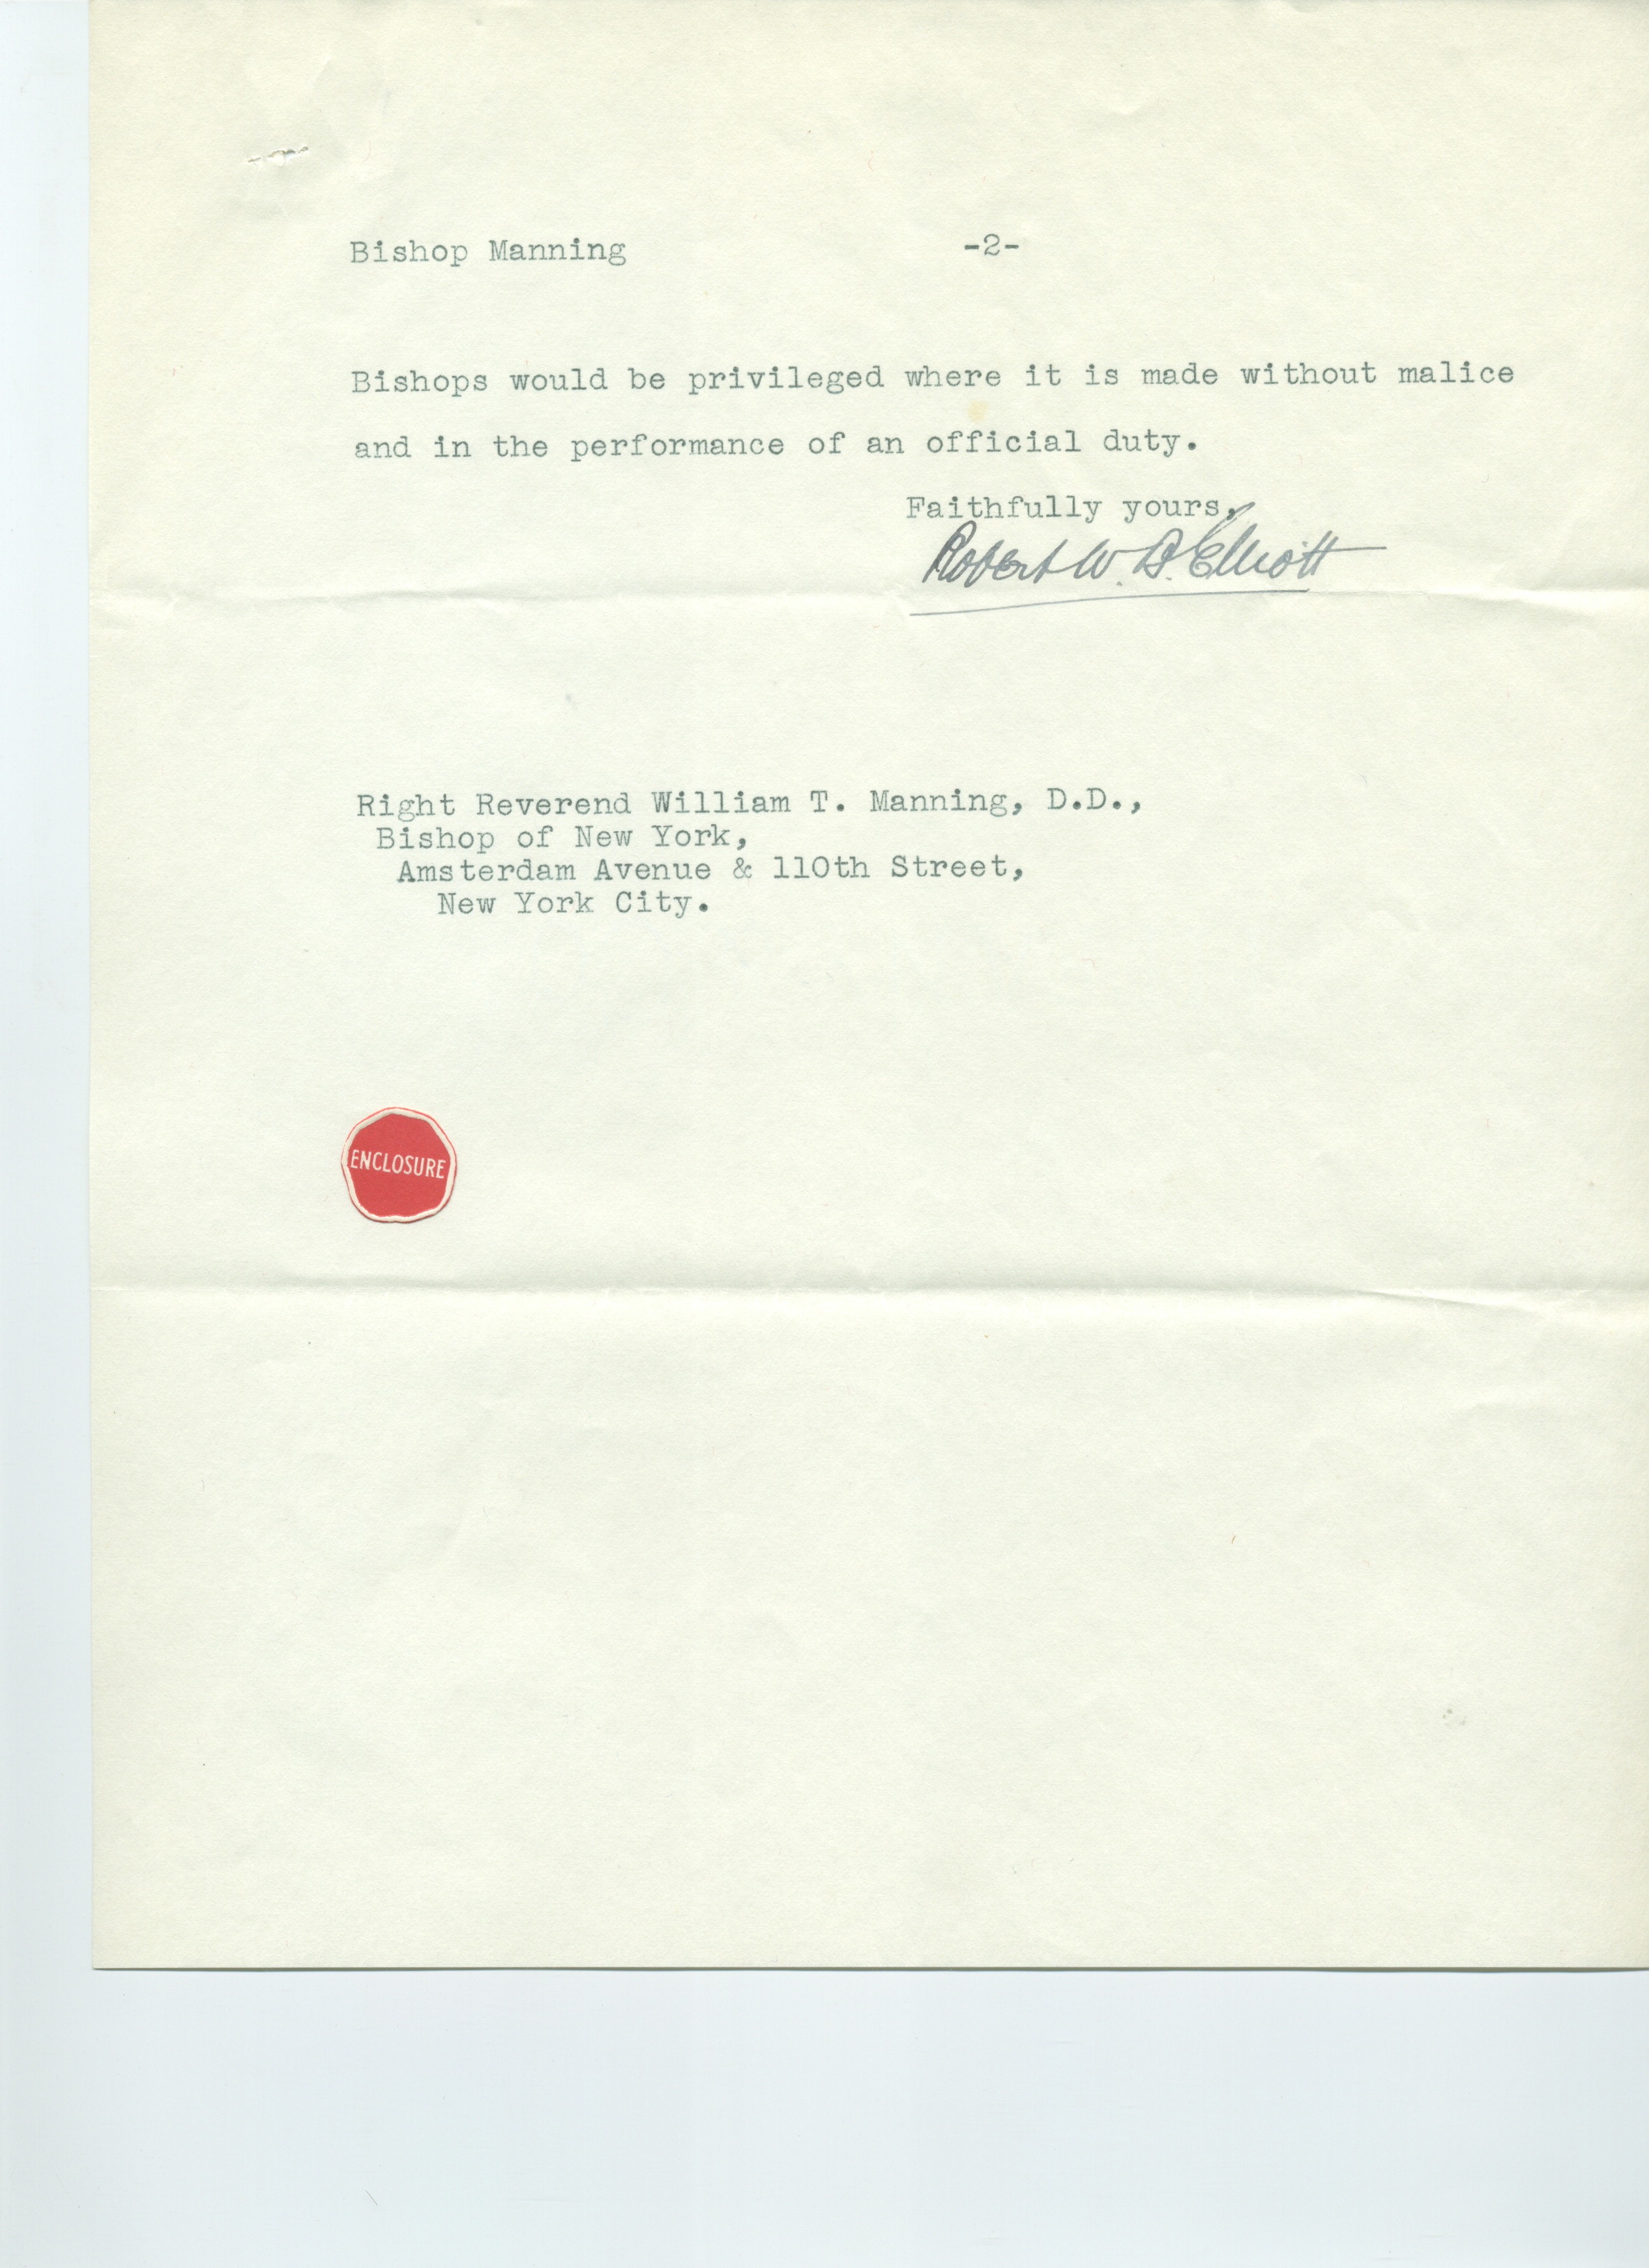 Bishop Manning -2-
Bishops would be privileged where it is made without malice
and in the performance of an official duty.
Faithfully yours,
Robert W. B. Elliott
Right Reverend William T. Manning, D.D.,
Bishop of New York,
Amsterdam Avenue & 110th Street,
New York City.
ENCLOSURE